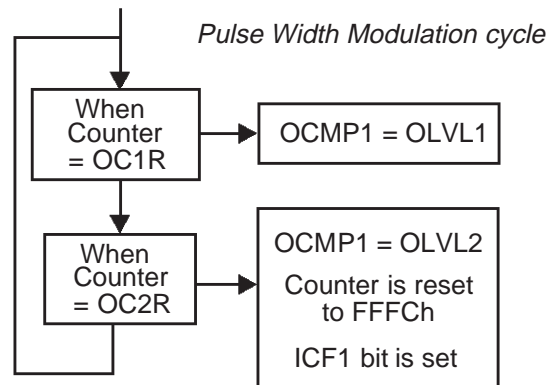 Pulse Width Modulation cycle
When
Counter
= OC1R
OCMP1 = OLVL1
When
Counter
= OC2R
OCMP1 = OLVL2
Counter is reset
to FFFCh
ICF1 bit is set